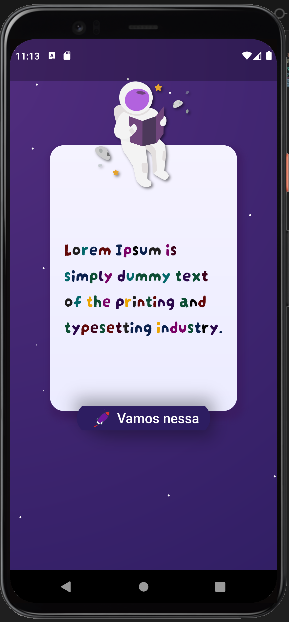 11:13
Lorem Ipsum is
simply dummy text
of the printing and
typesetting industry.
Vamos nessa